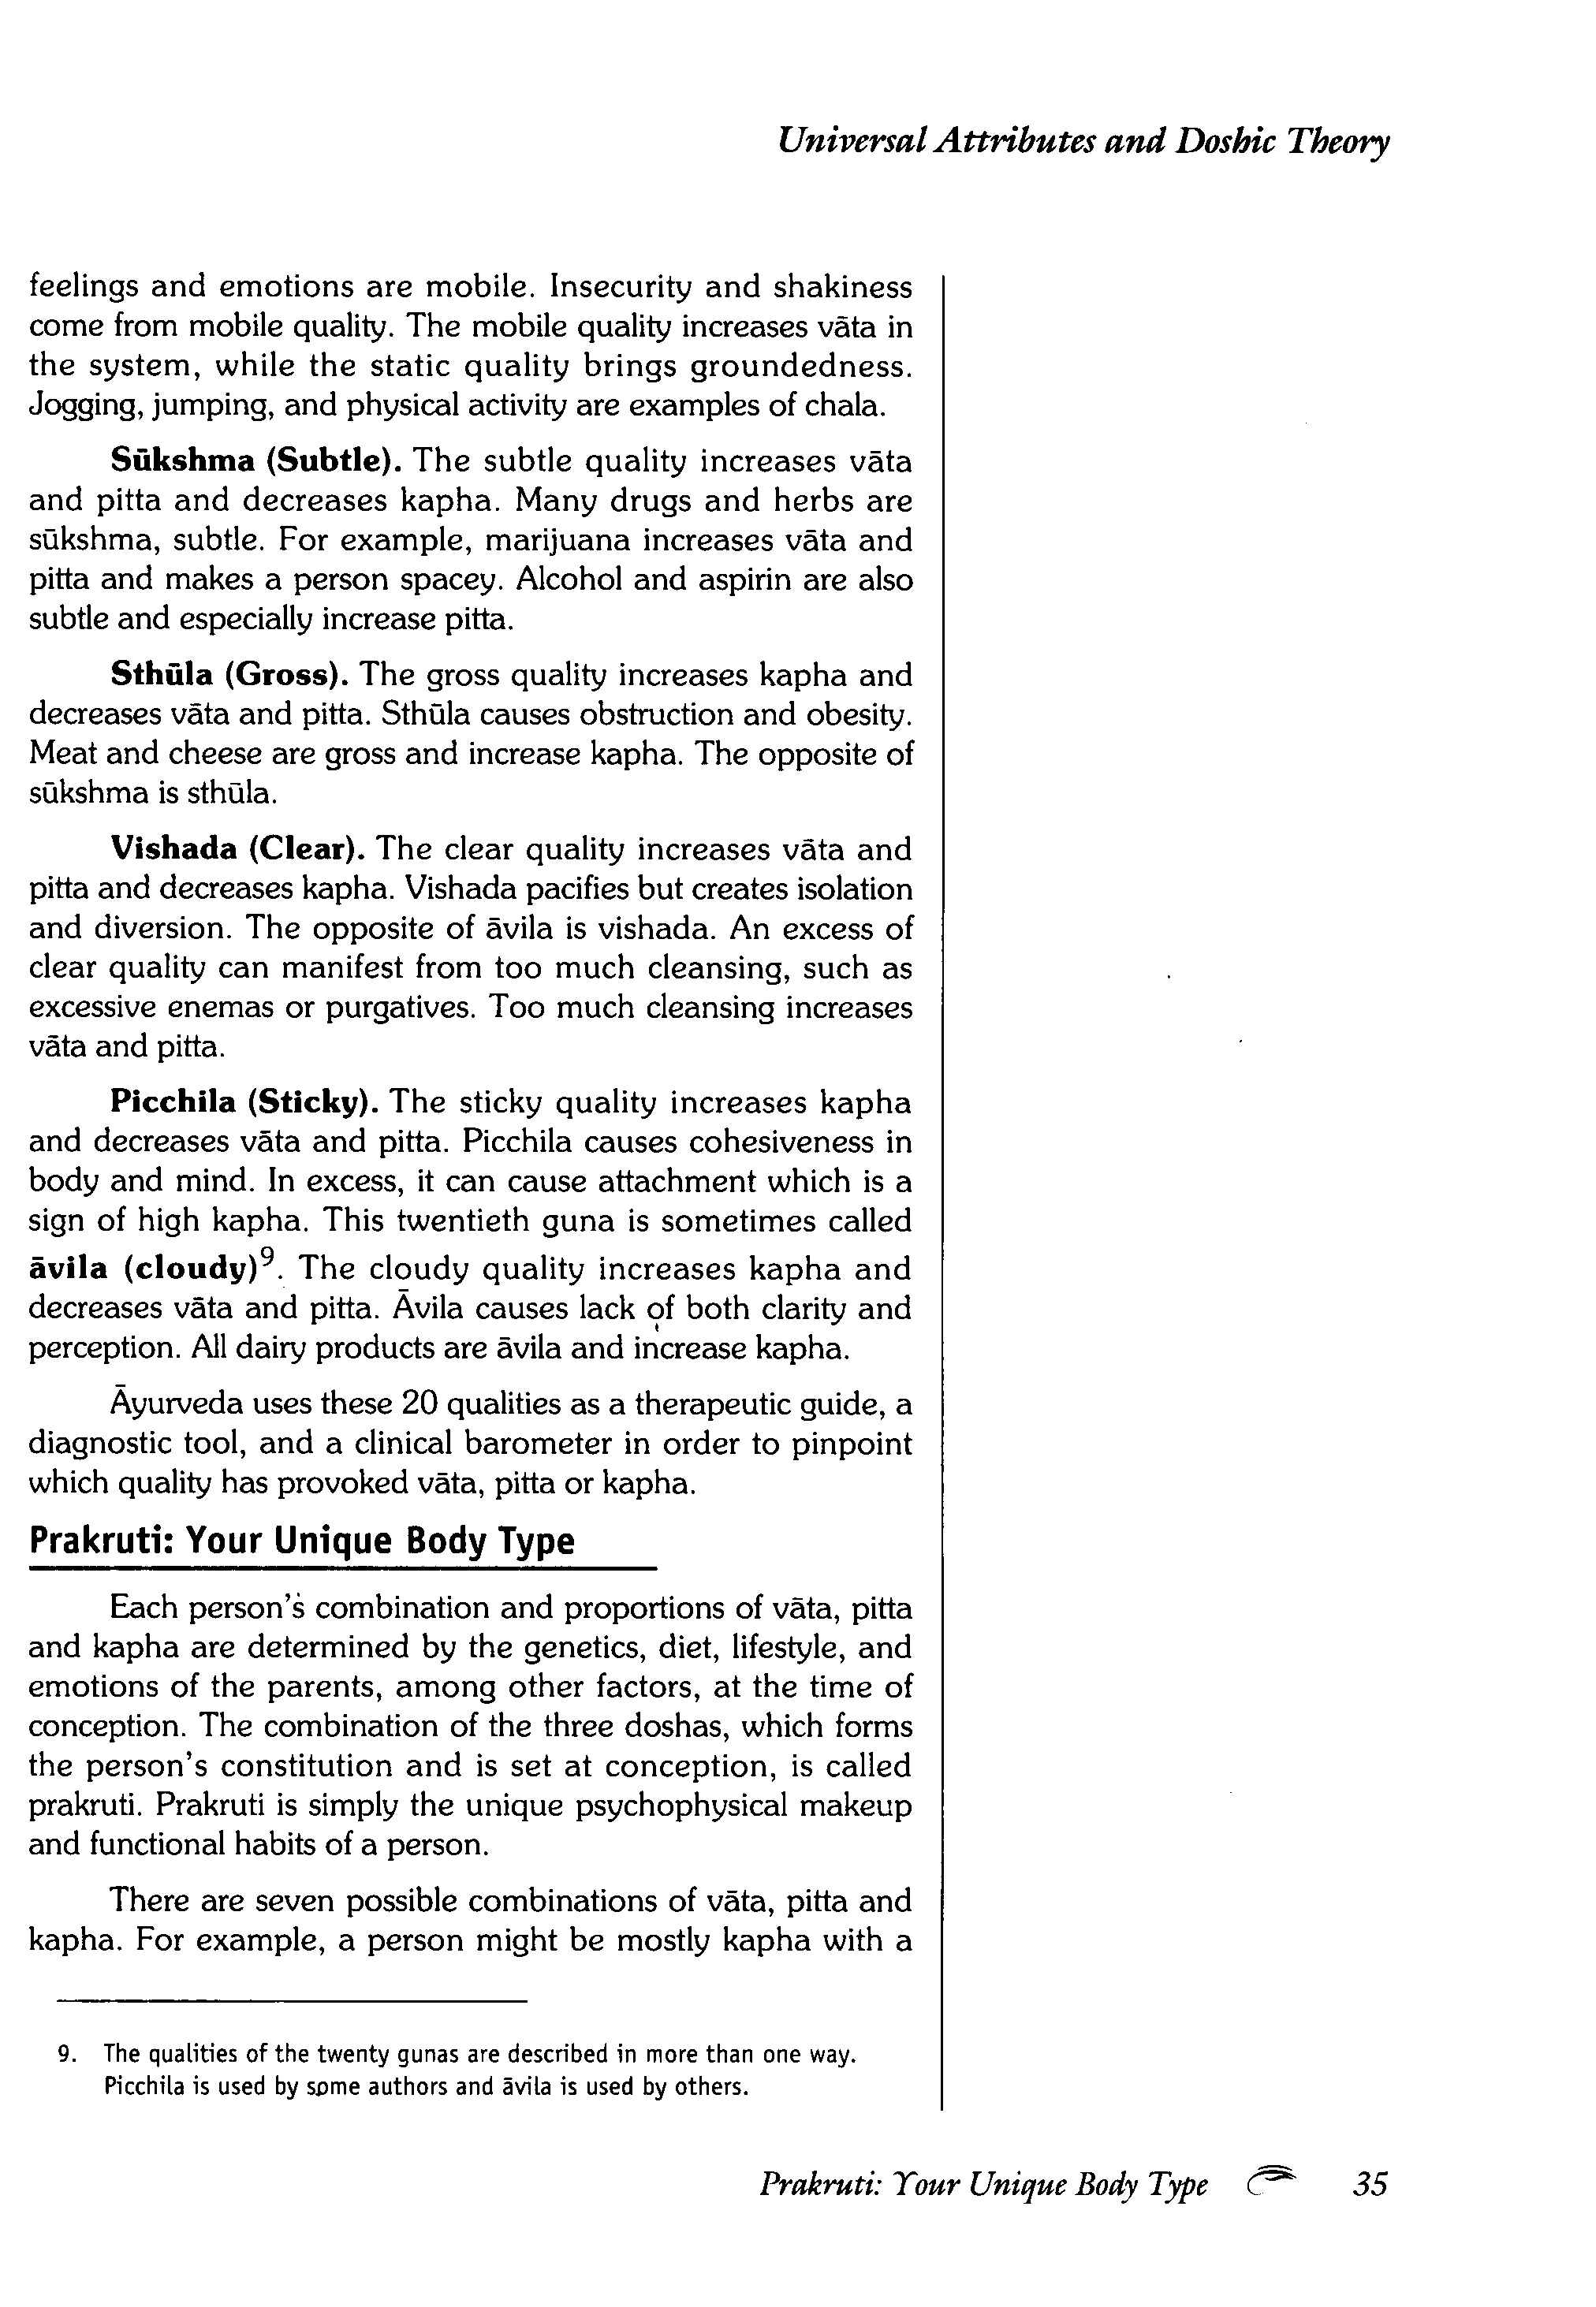 Universal Attributes and Doshic Theory
feelings and emotions are mobile. Insecurity and shakiness
come from mobile quality. The mobile quality increases vāta in
the system, while the static quality brings groundedness.
Jogging, jumping, and physical activity are examples of chala.
Sūkshma (Subtle). The subtle quality increases vāta
and pitta and decreases kapha. Many drugs and herbs are
sūkshma, subtle. For example, marijuana increases vāta and
pitta and makes a person spacey. Alcohol and aspirin are also
subtle and especially increase pitta.
Sthūla (Gross). The gross quality increases kapha and
decreases vāta and pitta. Sthūla causes obstruction and obesity.
Meat and cheese are gross and increase kapha. The opposite of
sūkshma is sthūla.
Vishada (Clear). The clear quality increases vāta and
pitta and decreases kapha. Vishada pacifies but creates isolation
and diversion. The opposite of āvila is vishada. An excess of
clear quality can manifest from too much cleansing, such as
excessive enemas or purgatives. Too much cleansing increases
vāta and pitta.
Picchila (Sticky). The sticky quality increases kapha
and decreases vāta and pitta. Picchila causes cohesiveness in
body and mind. In excess, it can cause attachment which is a
sign of high kapha. This twentieth guna is sometimes called
āvila (cloudy)⁹. The cloudy quality increases kapha and
decreases vāta and pitta. Āvila causes lack of both clarity and
perception. All dairy products are āvila and increase kapha.
Āyurveda uses these 20 qualities as a therapeutic guide, a
diagnostic tool, and a clinical barometer in order to pinpoint
which quality has provoked vāta, pitta or kapha.
Prakruti: Your Unique Body Type
Each person's combination and proportions of vāta, pitta
and kapha are determined by the genetics, diet, lifestyle, and
emotions of the parents, among other factors, at the time of
conception. The combination of the three doshas, which forms
the person's constitution and is set at conception, is called
prakruti. Prakruti is simply the unique psychophysical makeup
and functional habits of a person.
There are seven possible combinations of vāta, pitta and
kapha. For example, a person might be mostly kapha with a
9. The qualities of the twenty gunas are described in more than one way.
Picchila is used by some authors and āvila is used by others.
Prakruti: Your Unique Body Type 35